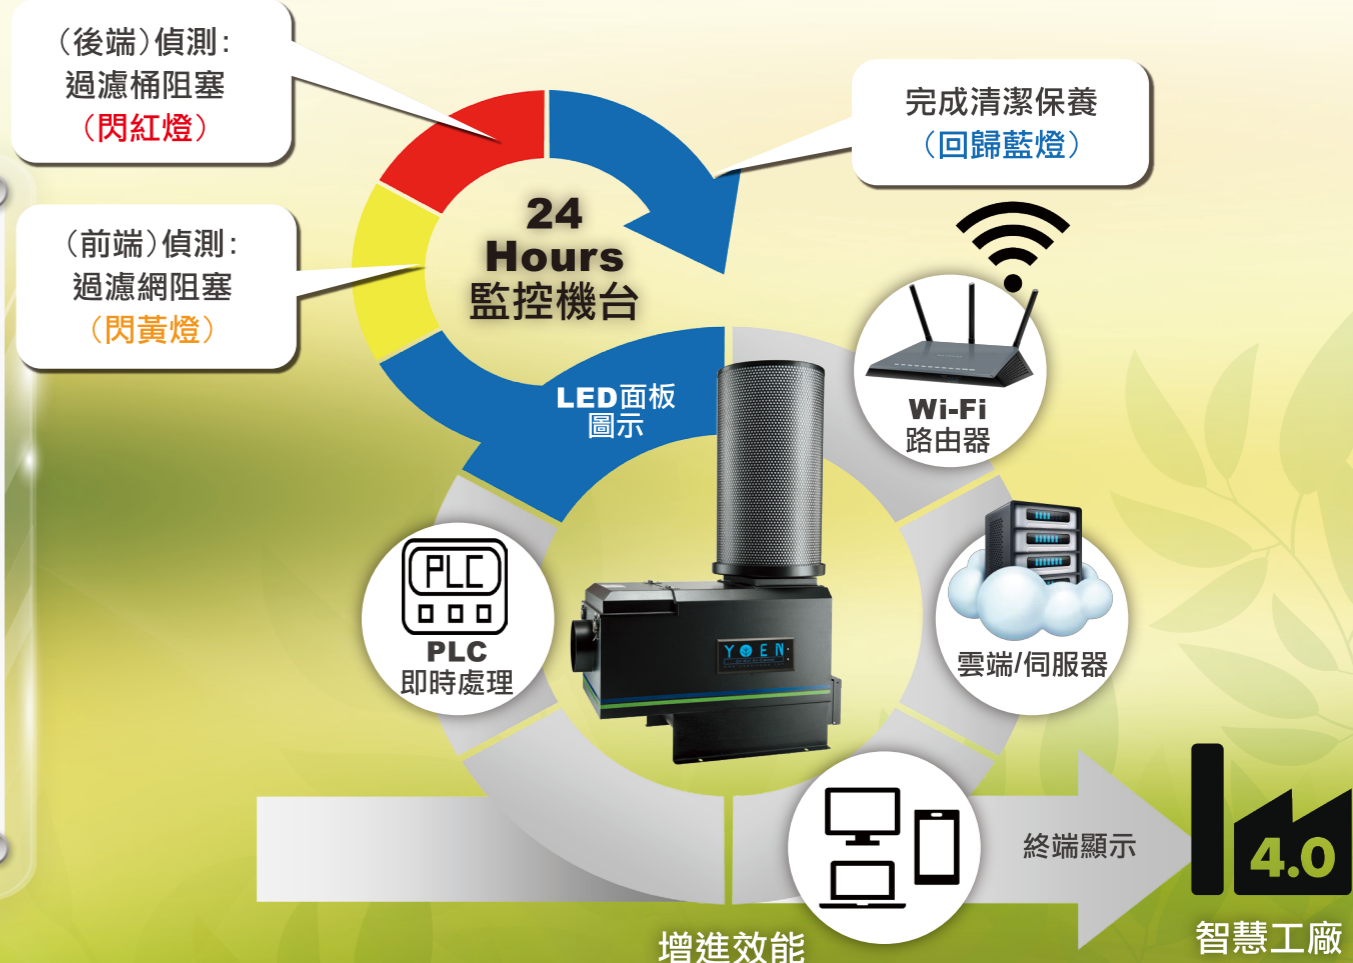 （後端）偵測：
過濾桶阻塞
（閃紅燈）
完成清潔保養
（回歸藍燈）
（前端）偵測：
過濾網阻塞
（閃黃燈）
24
Hours
監控機台
LED面板
圖示
Wi-Fi
路由器
PLC
PLC
即時處理
YOEN
雲端/伺服器
終端顯示
4.0
智慧工廠
增進效能